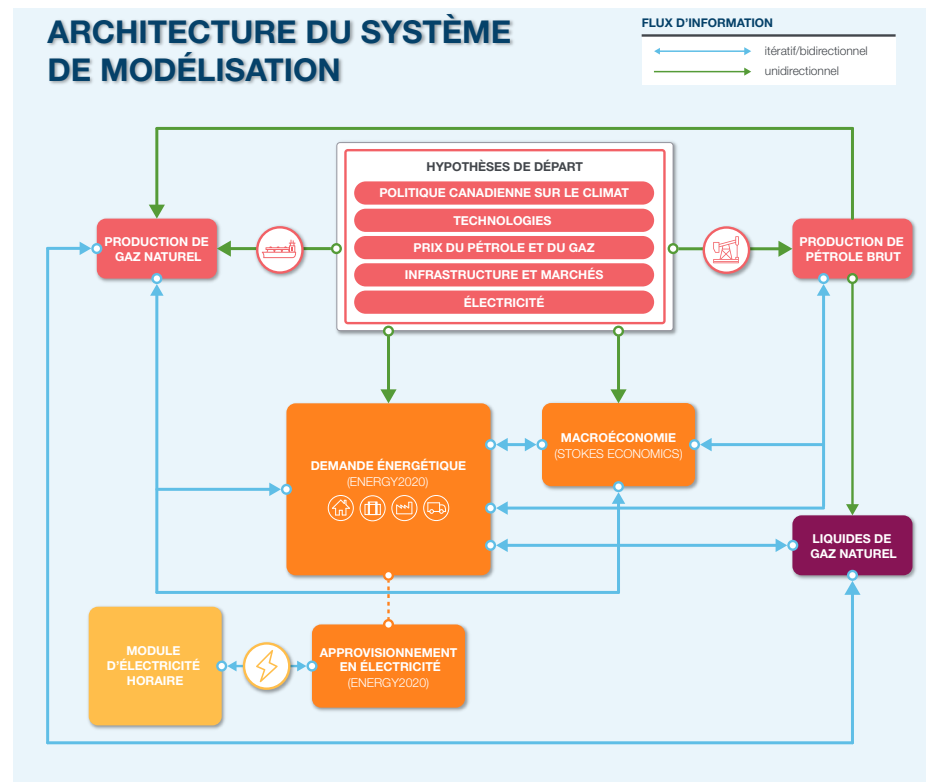 ARCHITECTURE DU SYSTÈME
DE MODÉLISATION
FLUX D'INFORMATION
itératif/bidirectionnel
unidirectionnel
HYPOTHÈSES DE DÉPART
POLITIQUE CANADIENNE SUR LE CLIMAT
TECHNOLOGIES
PRIX DU PÉTROLE ET DU GAZ
INFRASTRUCTURE ET MARCHÉS
ÉLECTRICITÉ
PRODUCTION DE
GAZ NATUREL
PRODUCTION DE
PÉTROLE BRUT
DEMANDE ÉNERGÉTIQUE
(ENERGY2020)
MACROÉCONOMIE
(STOKES ECONOMICS)
LIQUIDES DE
GAZ NATUREL
MODULE
D'ÉLECTRICITÉ
HORAIRE
APPROVISIONNEMENT
EN ÉLECTRICITÉ
(ENERGY2020)